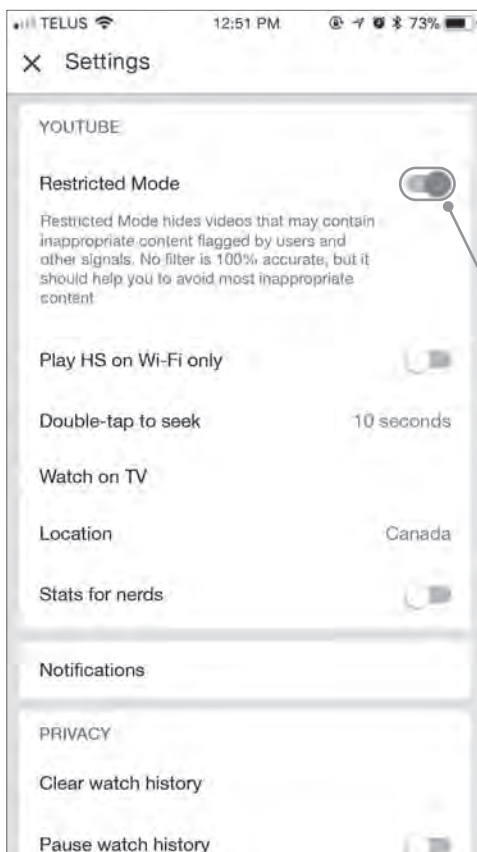 TELUS 12:51 PM 73%
× Settings
YOUTUBE
Restricted Mode
Restricted Mode hides videos that may contain
inappropriate content flagged by users and
other signals. No filter is 100% accurate, but it
should help you to avoid most inappropriate
content
Play HS on Wi-Fi only
Double-tap to seek 10 seconds
Watch on TV
Location Canada
Stats for nerds
Notifications
PRIVACY
Clear watch history
Pause watch history